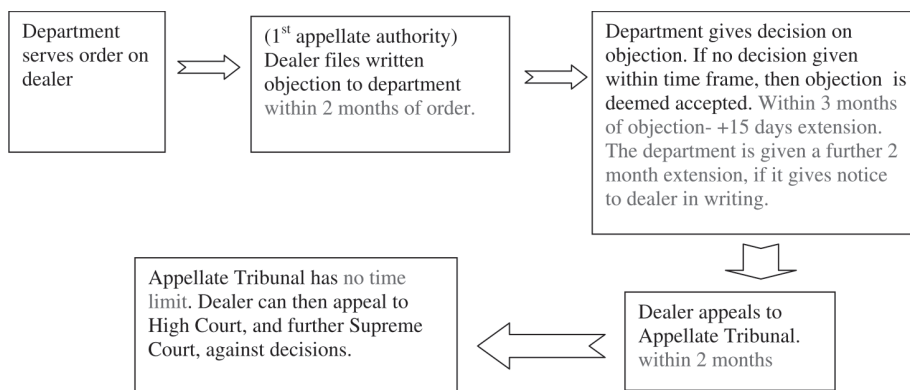 Department
serves order on
dealer
(1st appellate authority)
Dealer files written
objection to department
within 2 months of order.
Department gives decision on
objection. If no decision given
within time frame, then objection is
deemed accepted. Within 3 months
of objection- +15 days extension.
The department is given a further 2
month extension, if it gives notice
to dealer in writing.
Dealer appeals to
Appellate Tribunal.
within 2 months
Appellate Tribunal has no time
limit. Dealer can then appeal to
High Court, and further Supreme
Court, against decisions.